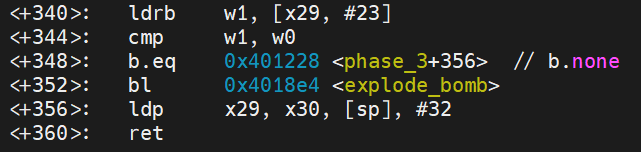 <+340>: ldrb w1, [x29, #23]
<+344>: cmp w1, w0
<+348>: b.eq 0x401228 <phase_3+356> // b.none
<+352>: bl 0x4018e4 <explode_bomb>
<+356>: ldp x29, x30, [sp], #32
<+360>: ret